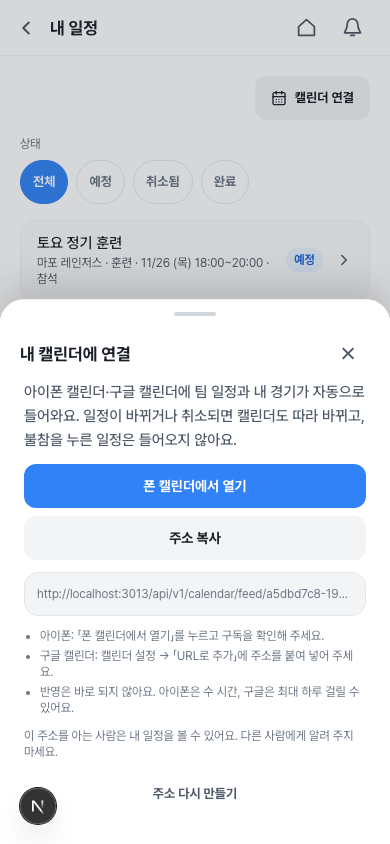 내 일정
캘린더 연결
상태
전체 예정 취소됨 완료
토요 정기 훈련
마포 레인저스 · 훈련 · 11/26 (목) 18:00~20:00 ·
참석
예정
내 캘린더에 연결
아이폰 캘린더·구글 캘린더에 팀 일정과 내 경기가 자동으로
들어와요. 일정이 바뀌거나 취소되면 캘린더도 따라 바뀌고,
불참을 누른 일정은 들어오지 않아요.
폰 캘린더에서 열기
주소 복사
http://localhost:3013/api/v1/calendar/feed/a5dbd7c8-19...
• 아이폰: 「폰 캘린더에서 열기」를 누르고 구독을 확인해 주세요.
• 구글 캘린더: 캘린더 설정 → 「URL로 추가」에 주소를 붙여 넣어 주세
요.
• 반영은 바로 되지 않아요. 아이폰은 수 시간, 구글은 최대 하루 걸릴 수
있어요.
이 주소를 아는 사람은 내 일정을 볼 수 있어요. 다른 사람에게 알려 주지
마세요.
주소 다시 만들기
N